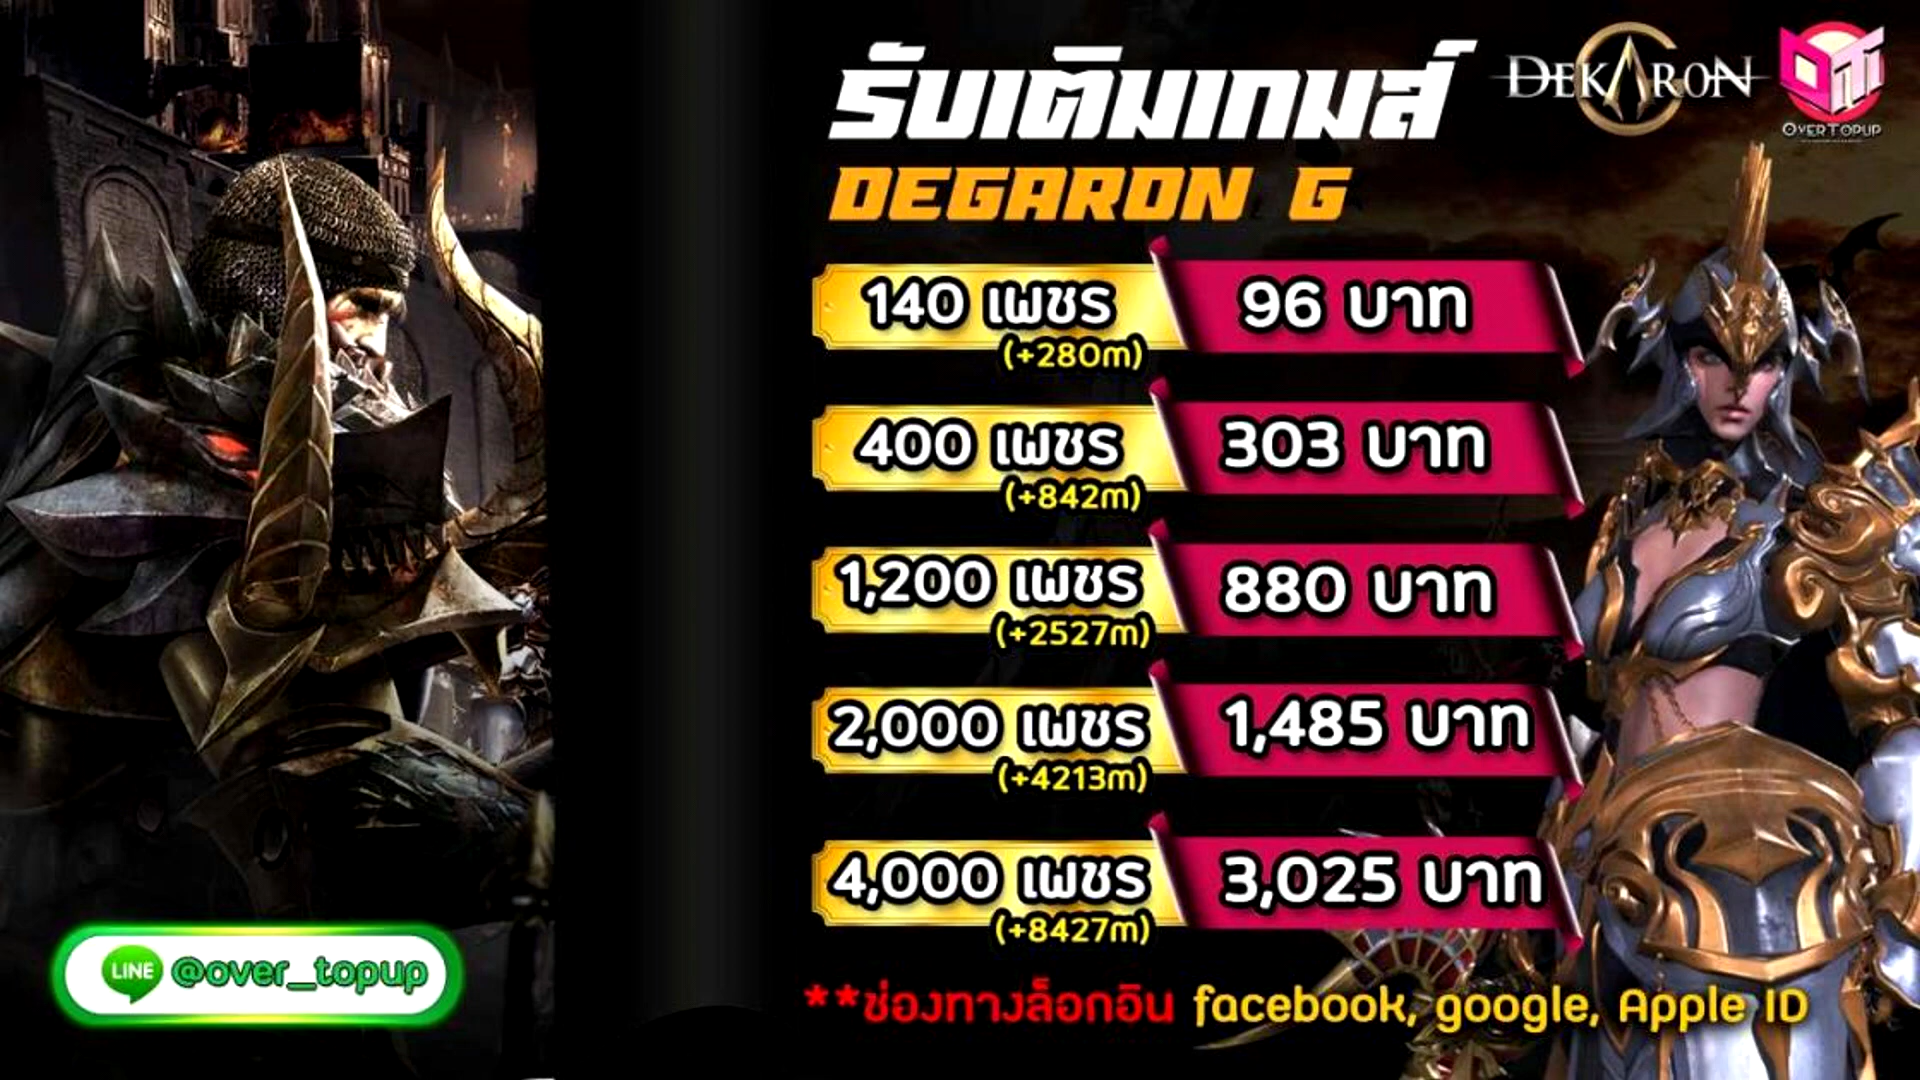 รับเติมเกมส์
DEKARON
OVERTOPUP
DEGARON G
140 เพชร 96 บาท
(+280m)
400 เพชร 303 บาท
(+842m)
1,200 เพชร 880 บาท
(+2527m)
2,000 เพชร 1,485 บาท
(+4213m)
4,000 เพชร 3,025 บาท
(+8427m)
LINE @over_topup
**ช่องทางล็อกอิน facebook, google, Apple ID